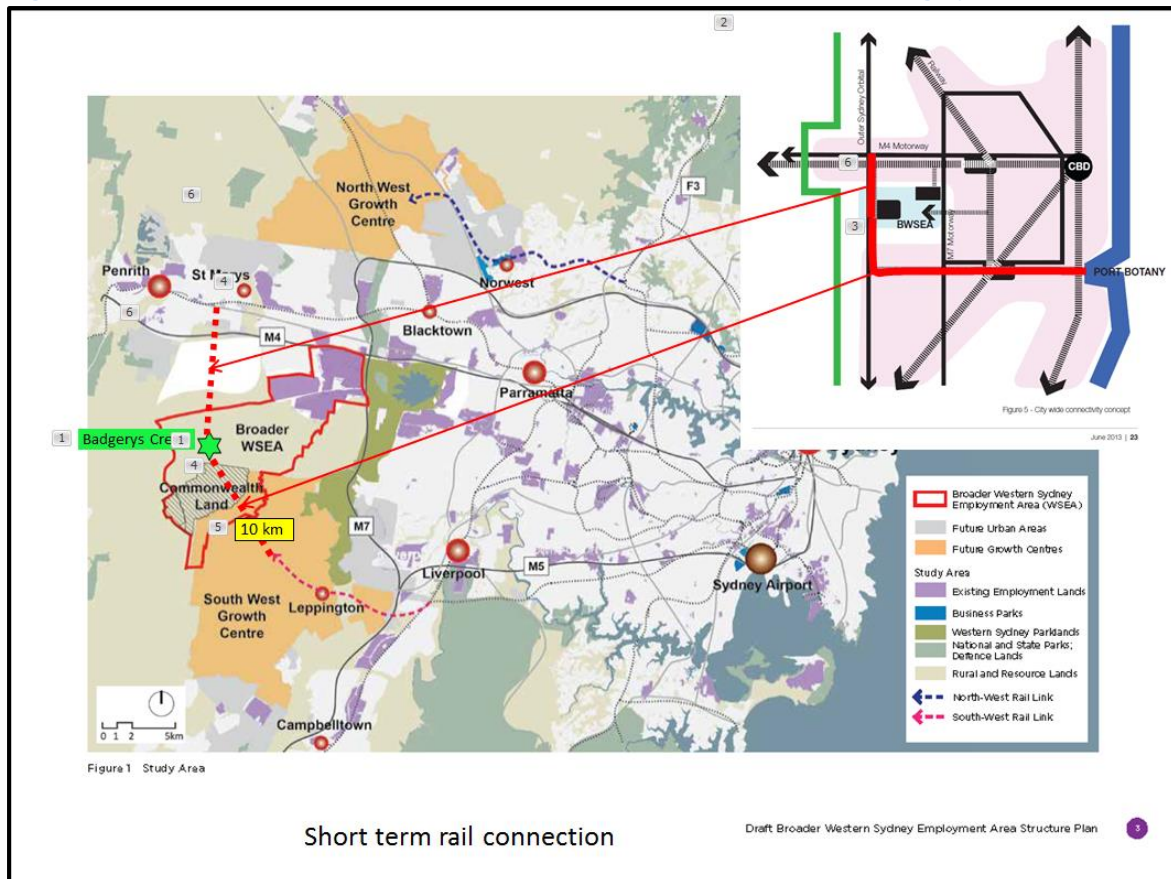 2
Outer Sydney Orbital
Railway
M4 Motorway
6
CBD
3
BWSEA
M7 Motorway
PORT BOTANY
Figure 5 - City wide connectivity concept
June 2013 | 23
North West
Growth
Centre
F3
6
Penrith
St Marys
4
Norwest
6
Blacktown
M4
Parramatta
Broader
WSEA
1
Badgerys Cre
1
4
Commonwealth
Land
5
10 km
M7
Liverpool
M5
Sydney Airport
South West
Growth
Centre
Leppington
Campbelltown
0 1 2 5km
Broader Western Sydney
Employment Area (WSEA)
Future Urban Areas
Future Growth Centres
Study Area
Existing Employment Lands
Business Parks
Western Sydney Parklands
National and State Parks;
Defence Lands
Rural and Resource Lands
North-West Rail Link
South-West Rail Link
Figure 1 Study Area
Short term rail connection
Draft Broader Western Sydney Employment Area Structure Plan 3